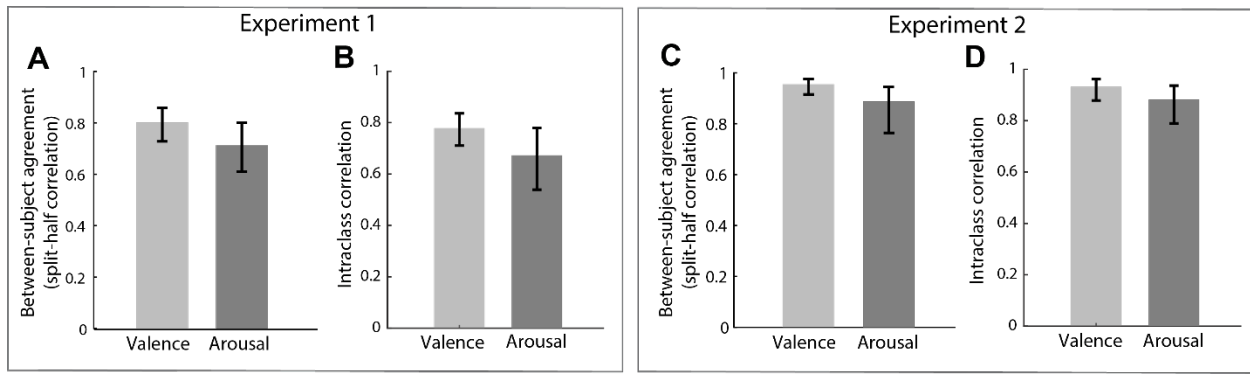 Experiment 1
A
Between-subject agreement
(split-half correlation)
1
0.8
0.6
0.4
0.2
0
Valence Arousal
B
Intraclass correlation
1
0.8
0.6
0.4
0.2
0
Valence Arousal
Experiment 2
C
Between-subject agreement
(split-half correlation)
1
0.8
0.6
0.4
0.2
0
Valence Arousal
D
Intraclass correlation
1
0.8
0.6
0.4
0.2
0
Valence Arousal